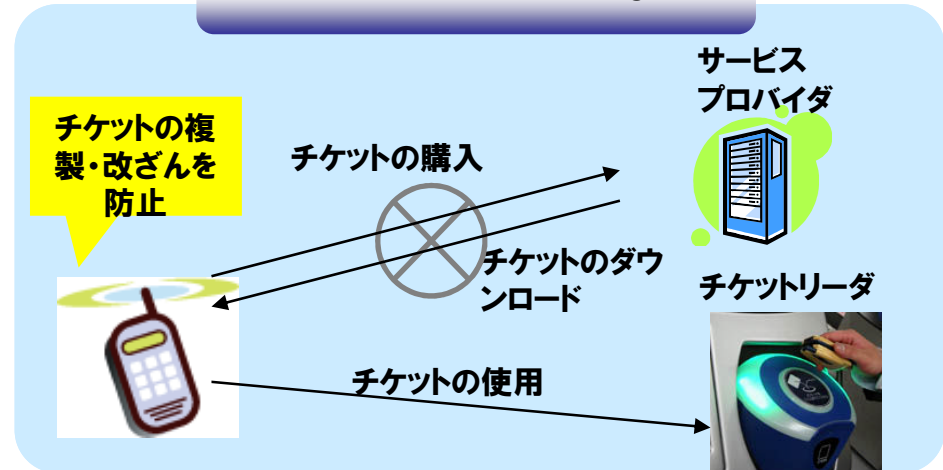 サービス
プロバイダ
チケットの複
製・改ざんを
防止
チケットの購入
チケットのダウ
ンロード
チケットリーダ
チケットの使用